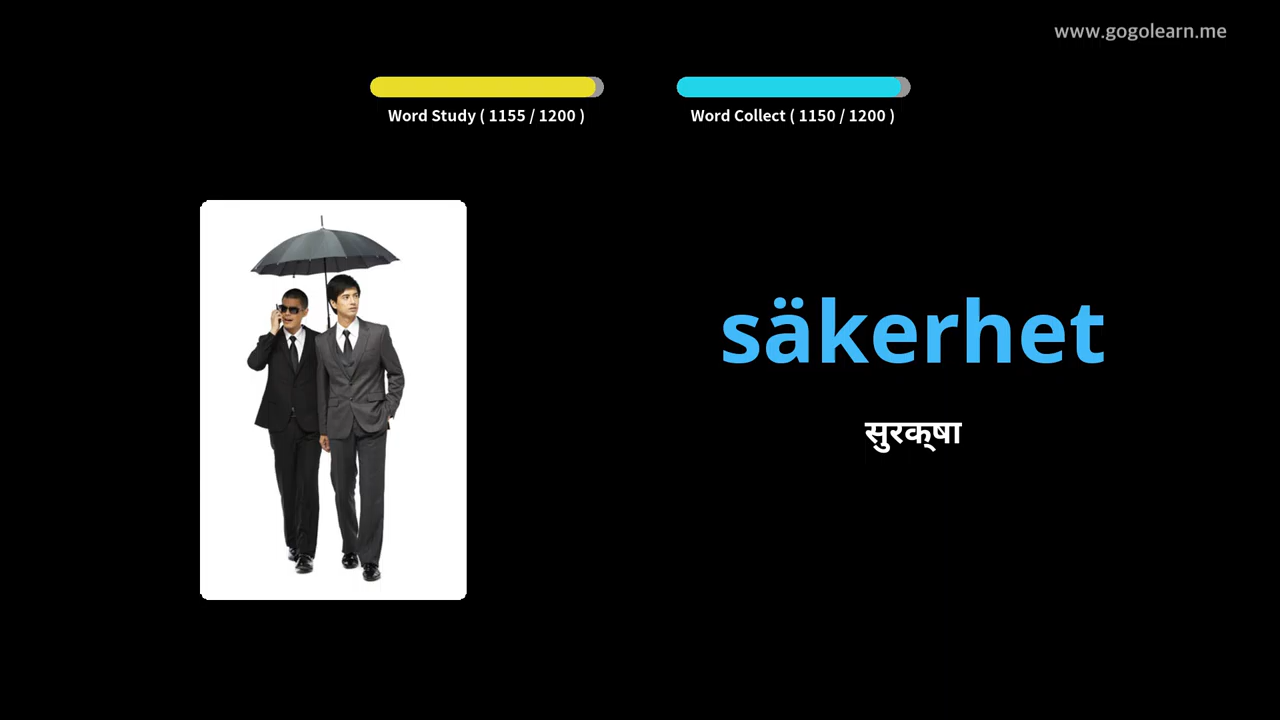 www.gogolearn.me
Word Study ( 1155 / 1200 )
Word Collect ( 1150 / 1200 )
säkerhet
सुरक्षा